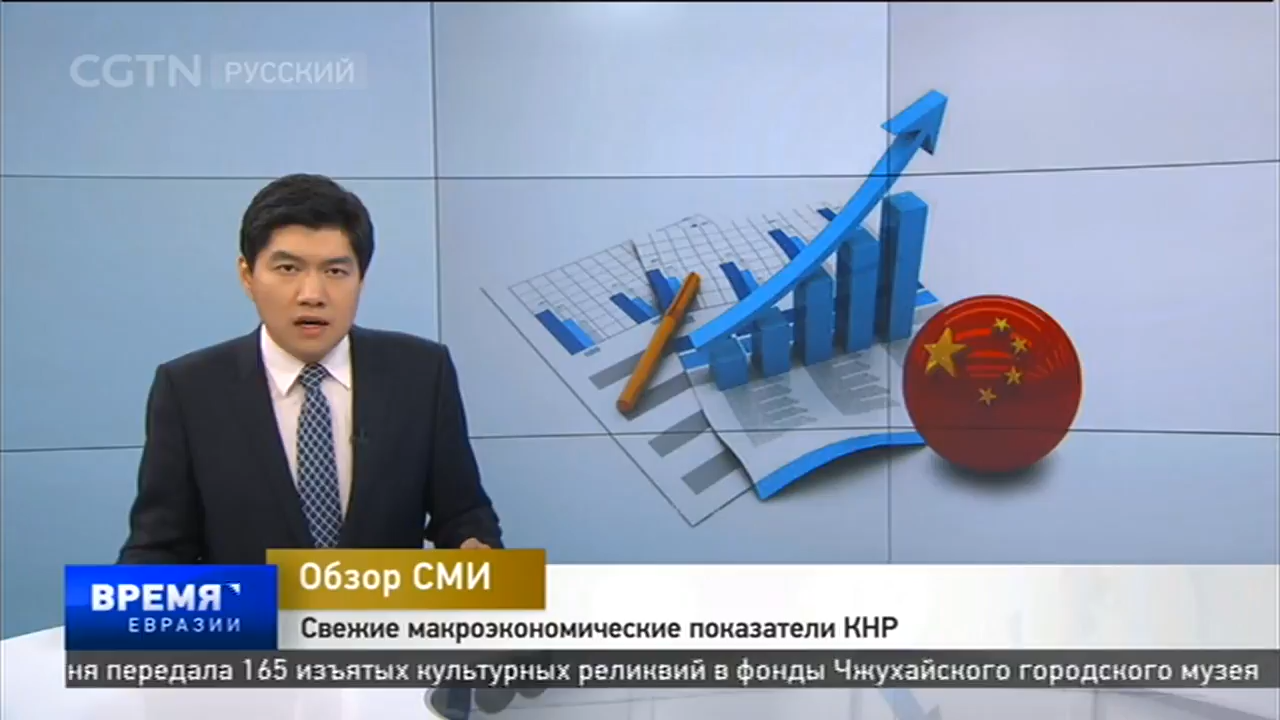 CGTN РУССКИЙ
Обзор СМИ
ВРЕМЯ
ЕВРАЗИИ
Свежие макроэкономические показатели КНР
ня передала 165 изъятых культурных реликвий в фонды Чжухайского городского музея